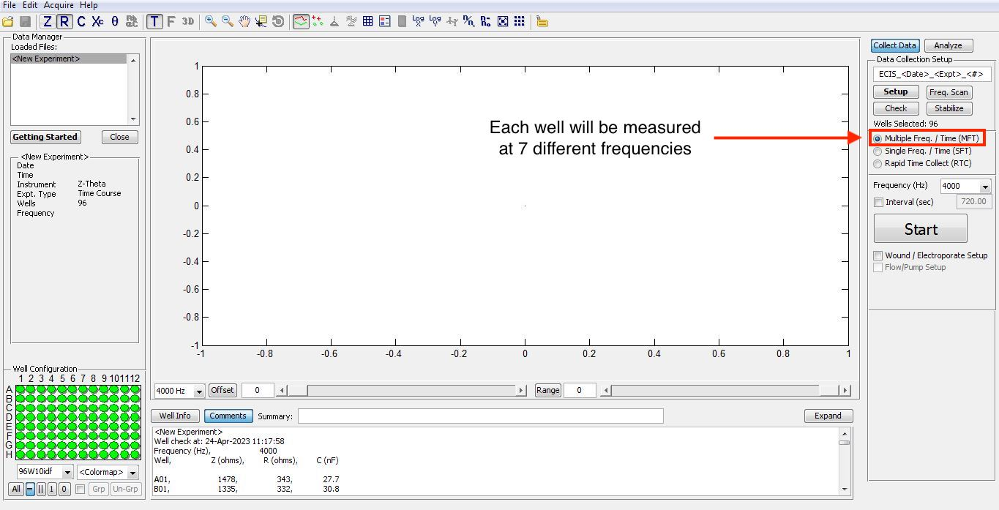 File Edit Acquire Help
Z R C Xc θ T F 3D
Data Manager
Loaded Files:
<New Experiment>
Getting Started Close
<New Experiment>
Date
Time
Instrument Z-Theta
Expt. Type Time Course
Wells 96
Frequency
Well Configuration
1 2 3 4 5 6 7 8 9 10 11 12
A
B
C
D
E
F
G
H
96W10idf <Colormap>
All = || 1 0 Grp Un-Grp
1
0.8
0.6
0.4
0.2
0
-0.2
-0.4
-0.6
-0.8
-1
-1 -0.8 -0.6 -0.4 -0.2 0 0.2 0.4 0.6 0.8 1
Each well will be measured
at 7 different frequencies
4000 Hz Offset 0 Range 0
Well Info Comments Summary: Expand
<New Experiment>
Well check at: 24-Apr-2023 11:17:58
Frequency (Hz), 4000
Well, Z (ohms), R (ohms), C (nF)
A01, 1478, 343, 27.7
B01, 1335, 332, 30.8
Collect Data Analyze
Data Collection Setup
ECIS_<Date>_<Expt>_<#>
Setup Freq. Scan
Check Stabilize
Wells Selected: 96
Multiple Freq. / Time (MFT)
Single Freq. / Time (SFT)
Rapid Time Collect (RTC)
Frequency (Hz) 4000
Interval (sec) 720.00
Start
Wound / Electroporate Setup
Flow/Pump Setup